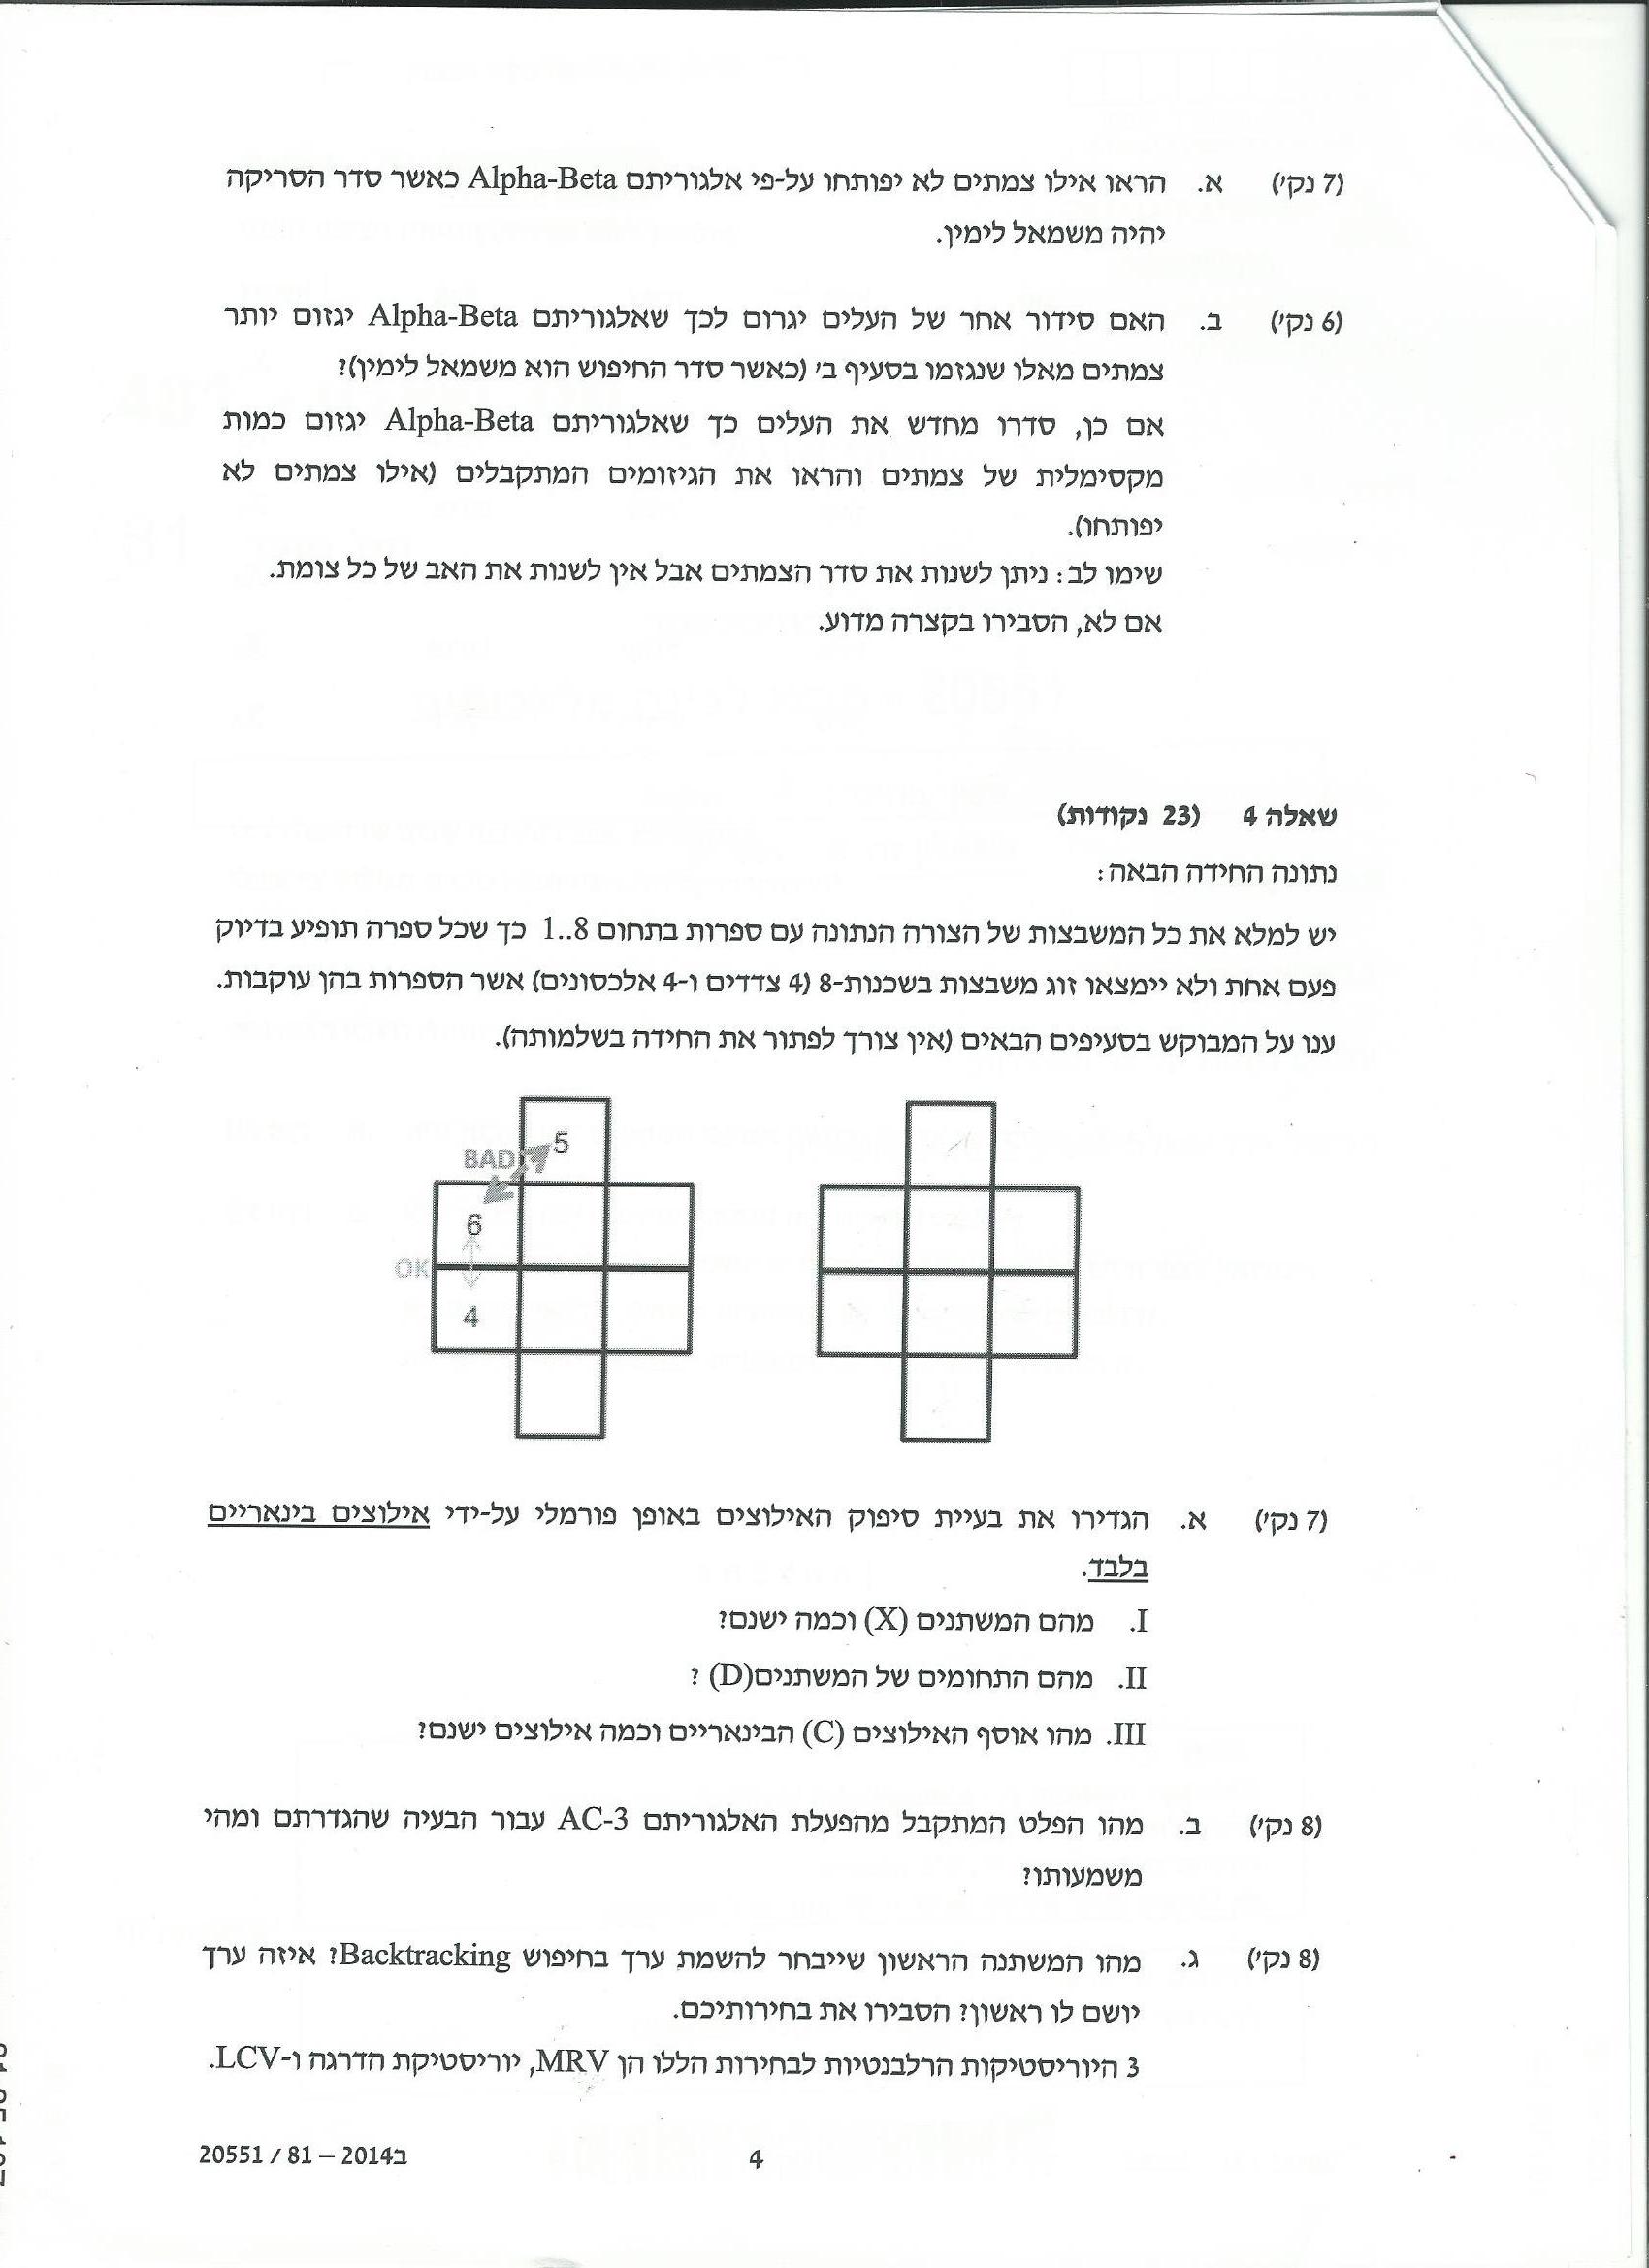 (7 נקי) א. הראו אילו צמתים לא יפותחו על-פי אלגוריתם Alpha-Beta כאשר סדר הסריקה
יהיה משמאל לימין.
(6 נקי) ב. האם סידור אחר של העלים יגרום לכך שאלגוריתם Alpha-Beta יגזום יותר
צמתים מאלו שנגזמו בסעיף ב' (כאשר סדר החיפוש הוא משמאל לימין)?
אם כן, סדרו מחדש את העלים כך שאלגוריתם Alpha-Beta יגזום כמות
מקסימלית של צמתים והראו את הגיזומים המתקבלים (אילו צמתים לא
יפותחו).
שימו לב: ניתן לשנות את סדר הצמתים אבל אין לשנות את האב של כל צומת.
אם לא, הסבירו בקצרה מדוע.
שאלה 4 (23 נקודות)
נתונה החידה הבאה:
יש למלא את כל המשבצות של הצורה הנתונה עם ספרות בתחום 1..8 כך שכל ספרה תופיע בדיוק
פעם אחת ולא יימצאו זוג משבצות בשכנות-8 (4 צדדים ו-4 אלכסונים) אשר הספרות בהן עוקבות.
ענו על המבוקש בסעיפים הבאים (אין צורך לפתור את החידה בשלמותה).
5
BAD
6
OK
4
(7 נקי) א. הגדירו את בעיית סיפוק האילוצים באופן פורמלי על-ידי אילוצים בינאריים
בלבד.
I. מהם המשתנים (X) וכמה ישנם?
II. מהם התחומים של המשתנים(D) ?
III. מהו אוסף האילוצים (C) הבינאריים וכמה אילוצים ישנם?
(8 נקי) ב. מהו הפלט המתקבל מהפעלת האלגוריתם AC-3 עבור הבעיה שהגדרתם ומהי
משמעותו?
(8 נקי) ג. מהו המשתנה הראשון שייבחר להשמת ערך בחיפוש Backtracking? איזה ערך
יושם לו ראשון? הסבירו את בחירותיכם.
3 היוריסטיקות הרלבנטיות לבחירות הללו הן MRV, יוריסטיקת הדרגה ו-LCV.
4
20551 / 81 – 2014ב